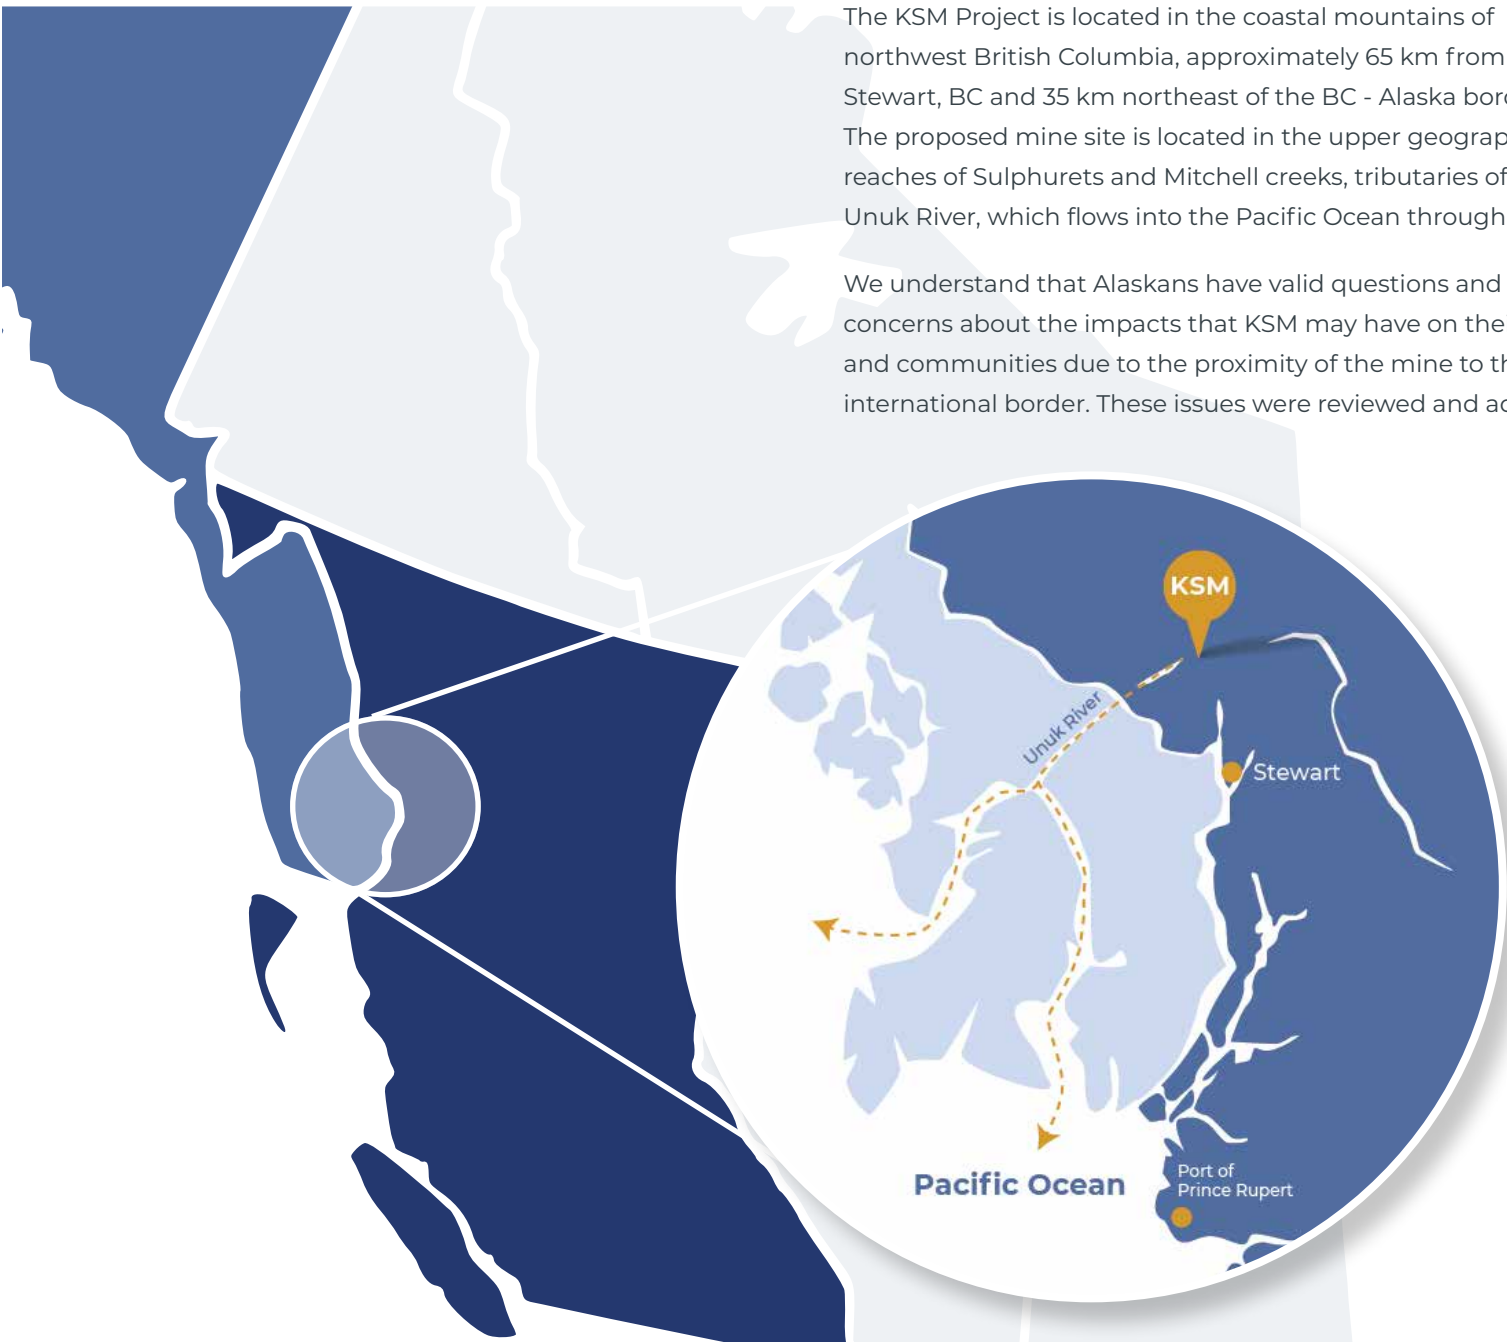 The KSM Project is located in the coastal mountains of
northwest British Columbia, approximately 65 km from
Stewart, BC and 35 km northeast of the BC - Alaska
The proposed mine site is located in the upper
reaches of Sulphurets and Mitchell creeks, tributaries of
Unuk River, which flows into the Pacific Ocean through
We understand that Alaskans have valid questions and
concerns about the impacts that KSM may have on
and communities due to the proximity of the mine to
international border. These issues were reviewed and
KSM
Unuk River
Stewart
Pacific Ocean
Port of
Prince Rupert